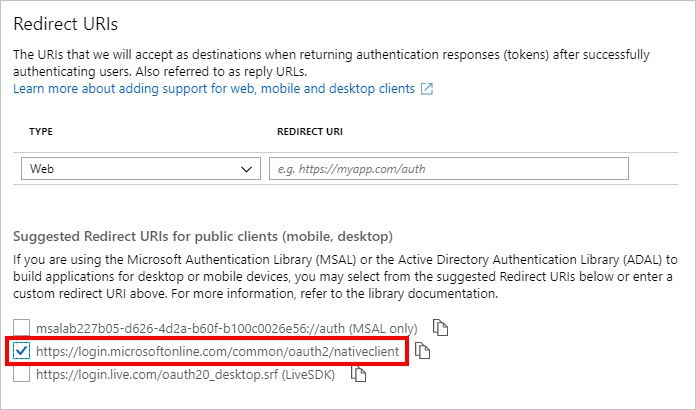 Redirect URIs
The URIs that we will accept as destinations when returning authentication responses (tokens) after successfully
authenticating users. Also referred to as reply URLs.
Learn more about adding support for web, mobile and desktop clients
TYPE REDIRECT URI
Web e.g. https://myapp.com/auth
Suggested Redirect URIs for public clients (mobile, desktop)
If you are using the Microsoft Authentication Library (MSAL) or the Active Directory Authentication Library (ADAL) to
build applications for desktop or mobile devices, you may select from the suggested Redirect URIs below or enter a
custom redirect URI above. For more information, refer to the library documentation.
msalab227b05-d626-4d2a-b60f-b100c0026e56://auth (MSAL only)
https://login.microsoftonline.com/common/oauth2/nativeclient
https://login.live.com/oauth20_desktop.srf (LiveSDK)